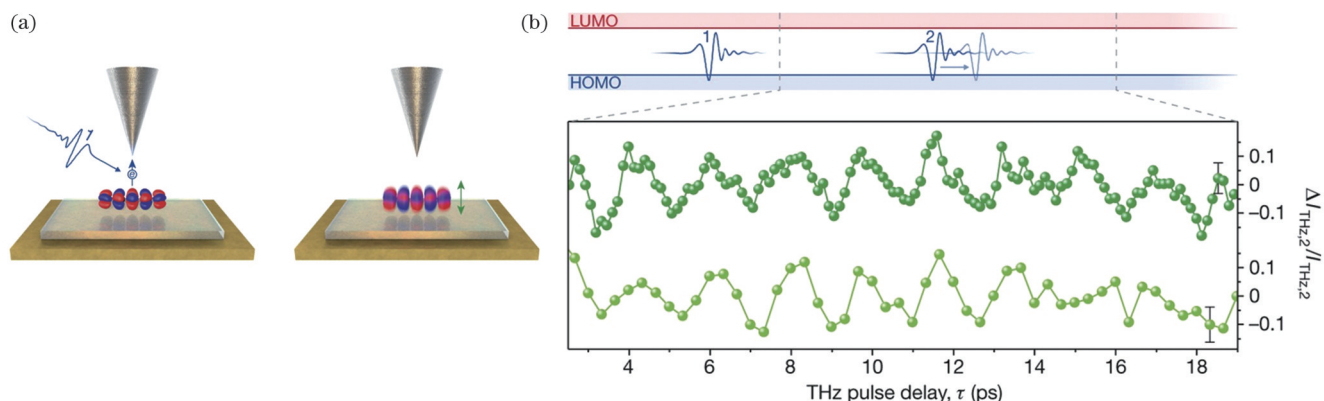 (a)
(b)
LUMO
1
2
HOMO
1
e
0.1
0
−0.1
0.1
0
−0.1
ΔI_THz,2/I_THz,2
4 6 8 10 12 14 16 18
THz pulse delay, τ (ps)